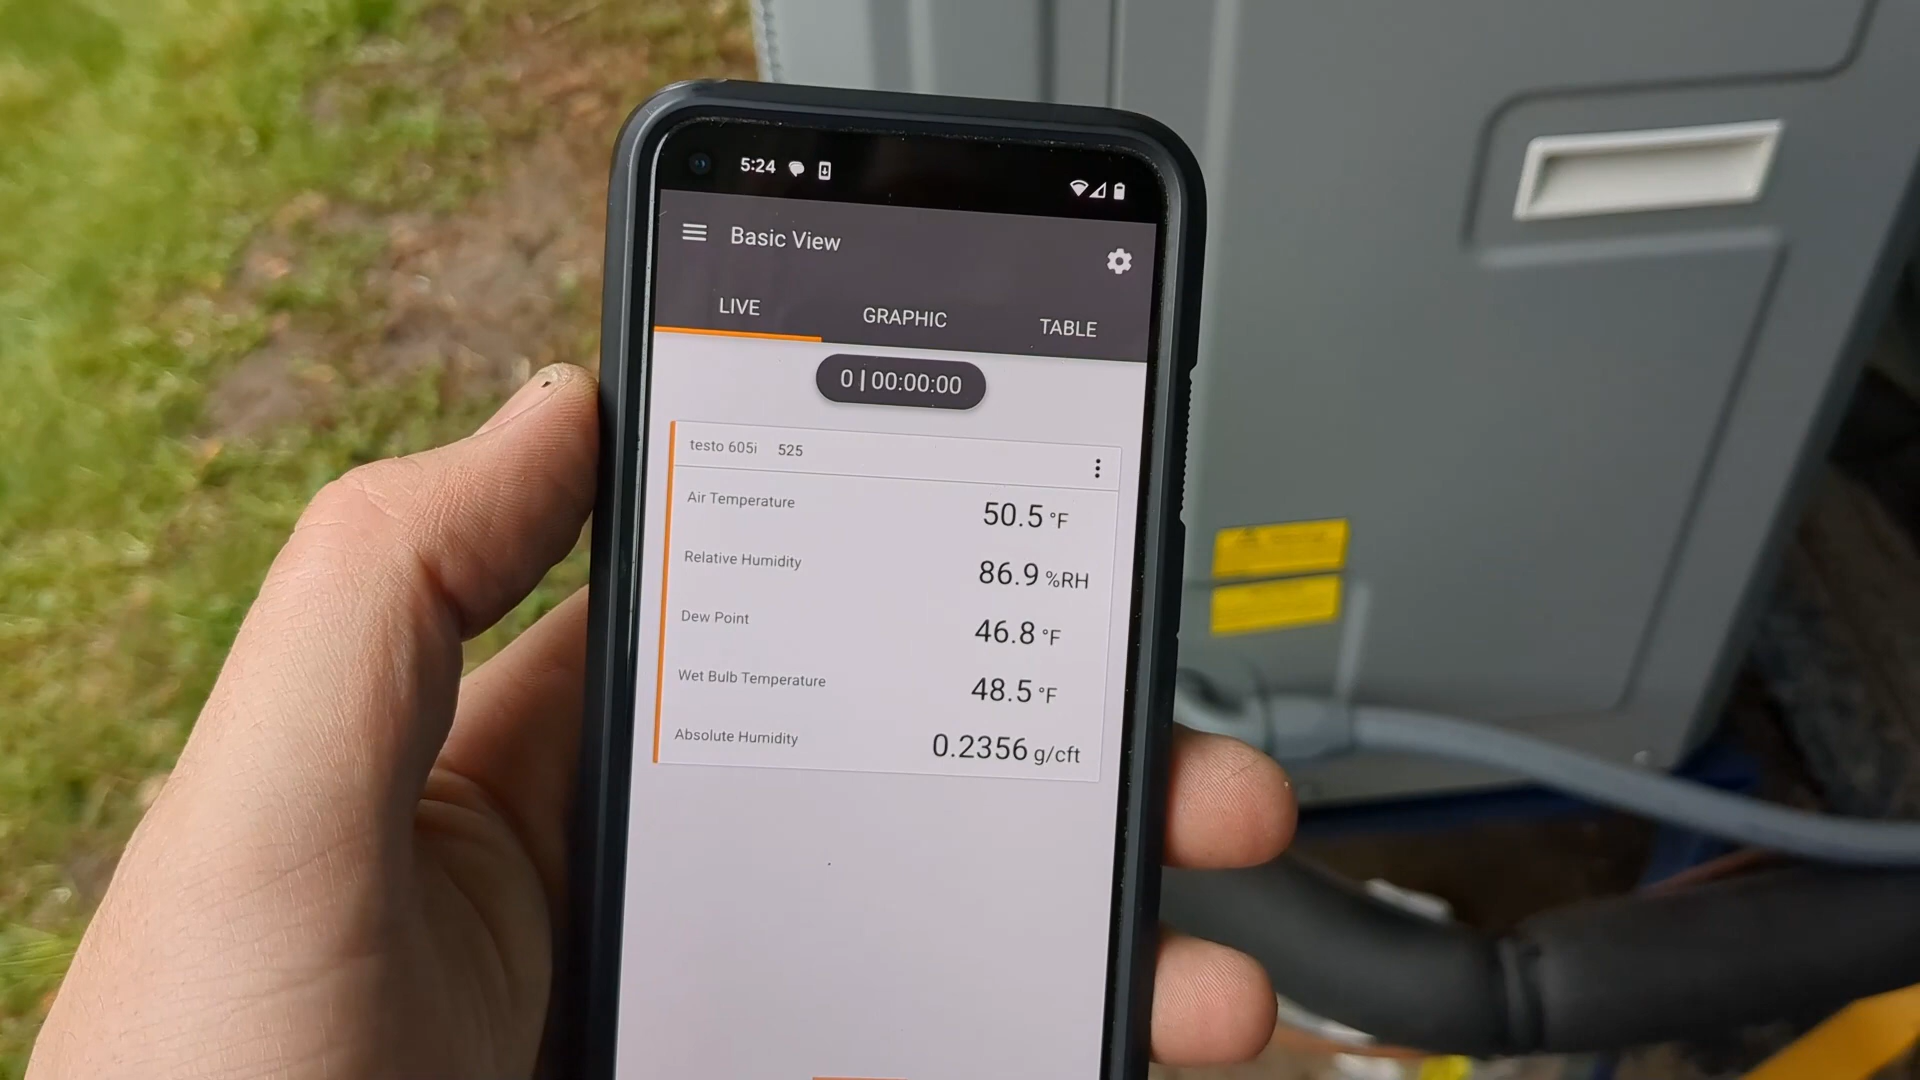 5:24
Basic View
LIVE GRAPHIC TABLE
0 | 00:00:00
testo 605i 525
Air Temperature 50.5 °F
Relative Humidity 86.9 %RH
Dew Point 46.8 °F
Wet Bulb Temperature 48.5 °F
Absolute Humidity 0.2356 g/cft